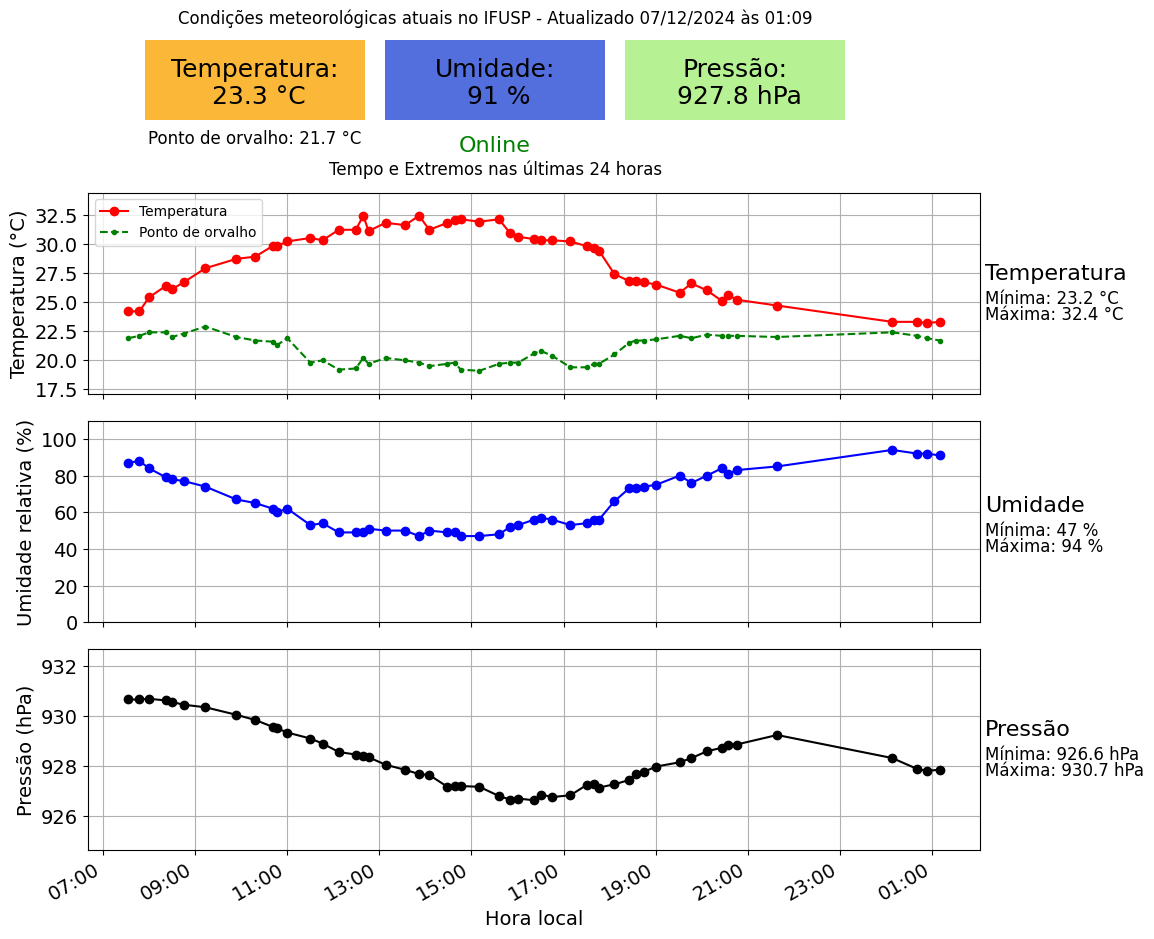 Condições meteorológicas atuais no IFUSP - Atualizado 07/12/2024 às 01:09
Temperatura:
23.3 °C
Umidade:
91 %
Pressão:
927.8 hPa
Ponto de orvalho: 21.7 °C
Online
Tempo e Extremos nas últimas 24 horas
Temperatura (°C)
32.5
30.0
27.5
25.0
22.5
20.0
17.5
Temperatura
Ponto de orvalho
Temperatura
Mínima: 23.2 °C
Máxima: 32.4 °C
Umidade relativa (%)
100
80
60
40
20
0
Umidade
Mínima: 47 %
Máxima: 94 %
Pressão (hPa)
932
930
928
926
Pressão
Mínima: 926.6 hPa
Máxima: 930.7 hPa
07:00
09:00
11:00
13:00
15:00
17:00
19:00
21:00
23:00
01:00
Hora local